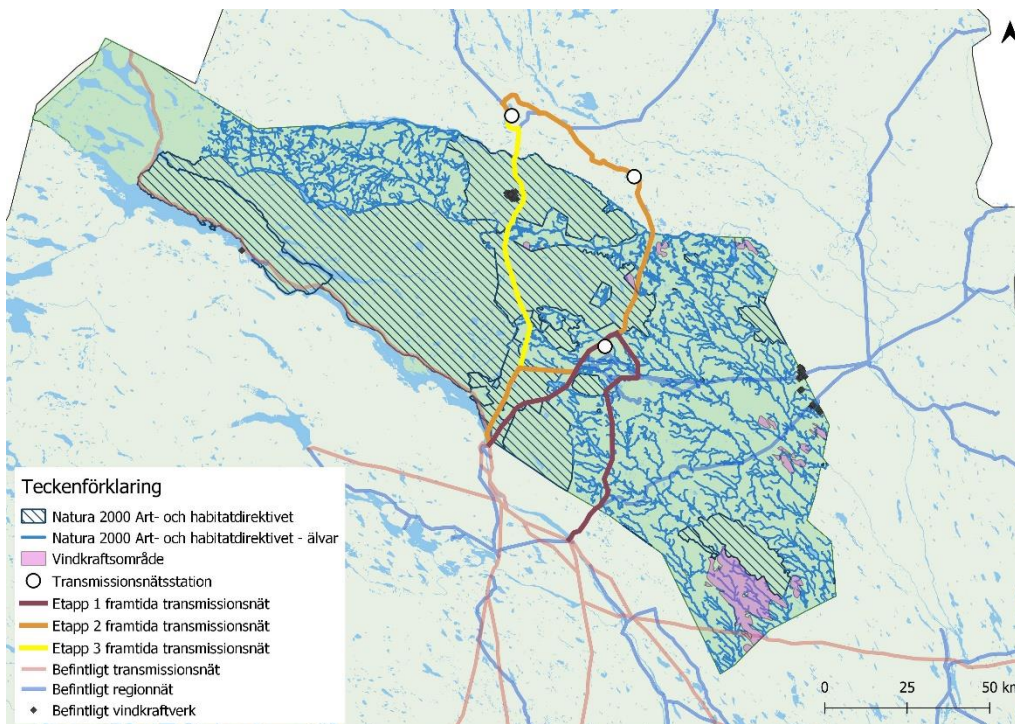 Teckenförklaring
Natura 2000 Art- och habitatdirektivet
Natura 2000 Art- och habitatdirektivet - älvar
Vindkraftsområde
Transmissionsnätsstation
Etapp 1 framtida transmissionsnät
Etapp 2 framtida transmissionsnät
Etapp 3 framtida transmissionsnät
Befintligt transmissionsnät
Befintligt regionnät
Befintligt vindkraftverk
0 25 50 km